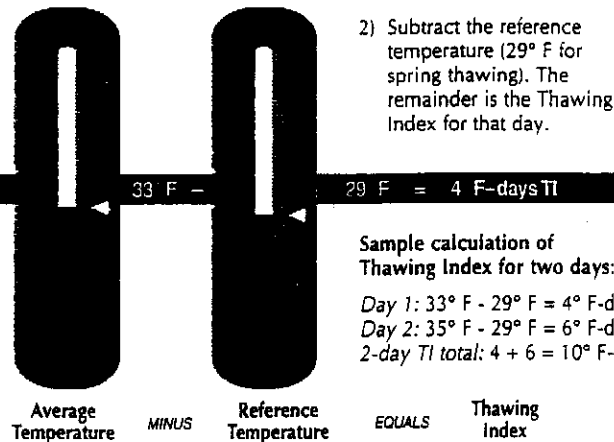 2) Subtract the reference
temperature (29° F for
spring thawing). The
remainder is the Thawing
Index for that day.
33 F – 29 F = 4 F-days TI
Sample calculation of
Thawing Index for two days:
Day 1: 33° F - 29° F = 4° F-d
Day 2: 35° F - 29° F = 6° F-d
2-day TI total: 4 + 6 = 10° F-
Average Temperature MINUS Reference Temperature EQUALS Thawing Index